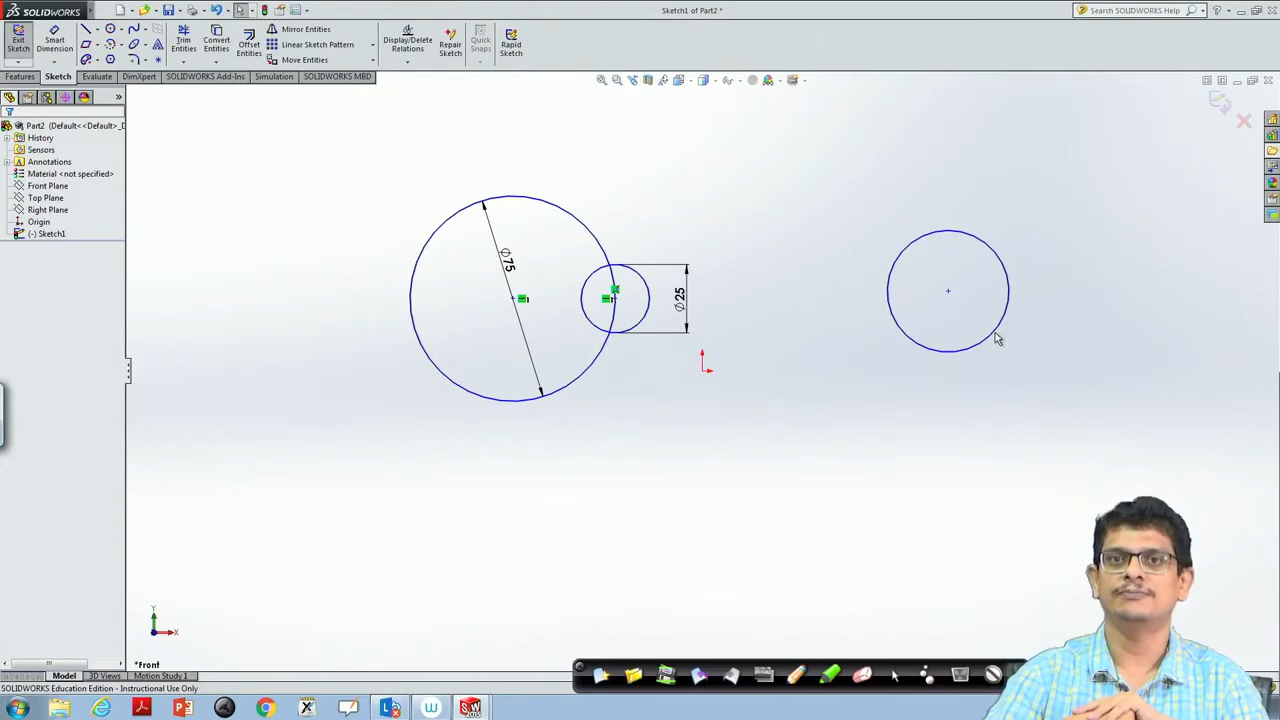 SOLIDWORKS
Sketch1 of Part2 *
Search SOLIDWORKS Help
Exit Sketch
Smart Dimension
Trim Entities
Convert Entities
Offset Entities
Mirror Entities
Linear Sketch Pattern
Move Entities
Display/Delete Relations
Repair Sketch
Quick Snaps
Rapid Sketch
Features
Sketch
Evaluate
DimXpert
SOLIDWORKS Add-Ins
Simulation
SOLIDWORKS MBD
Part2 (Default<<Default>_D
History
Sensors
Annotations
Material <not specified>
Front Plane
Top Plane
Right Plane
Origin
(-) Sketch1
Ø75
Ø25
1
Y
X
*Front
Model
3D Views
Motion Study 1
SOLIDWORKS Education Edition - Instructional Use Only